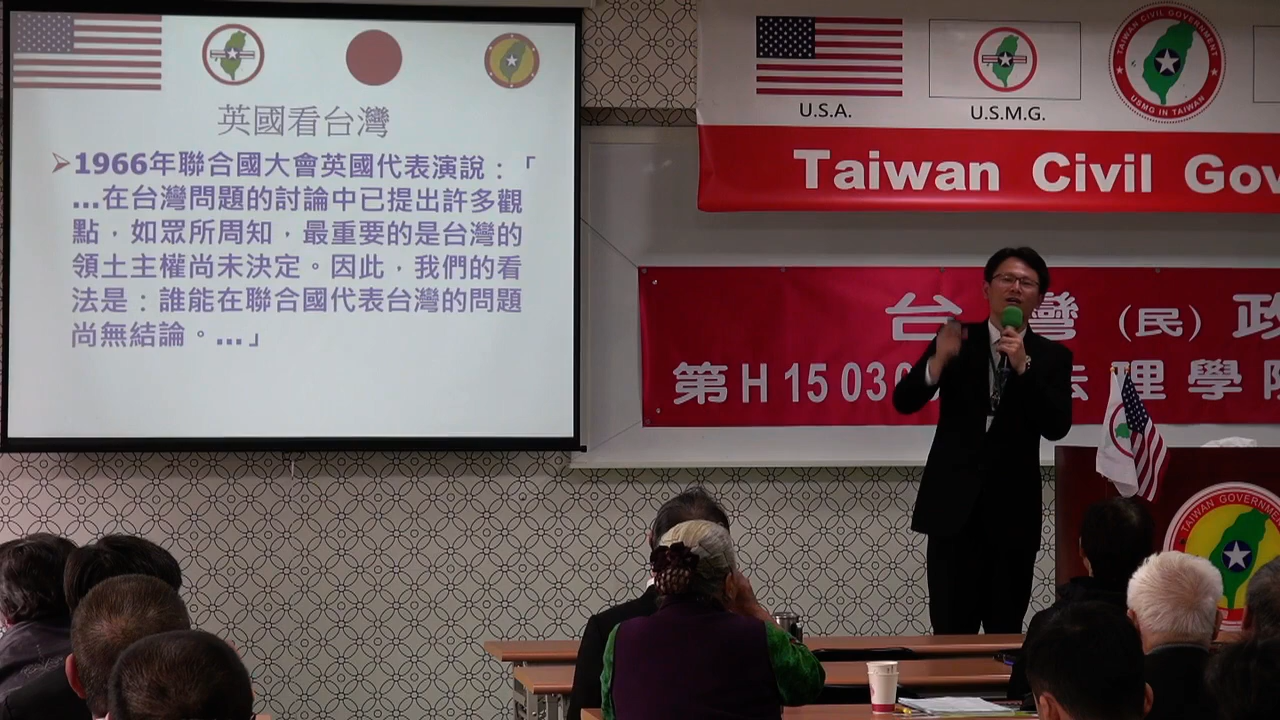 英國看台灣
➢1966年聯合國大會英國代表演說：「
…在台灣問題的討論中已提出許多觀
點，如眾所周知，最重要的是台灣的
領土主權尚未決定。因此，我們的看
法是：誰能在聯合國代表台灣的問題
尚無結論。…」
U.S.A.
U.S.M.G.
TAIWAN CIVIL GOVERNMENT
USMG IN TAIWAN
Taiwan Civil Gov
台灣（民）政
第H 15 030
法理學院
TAIWAN GOVERNM